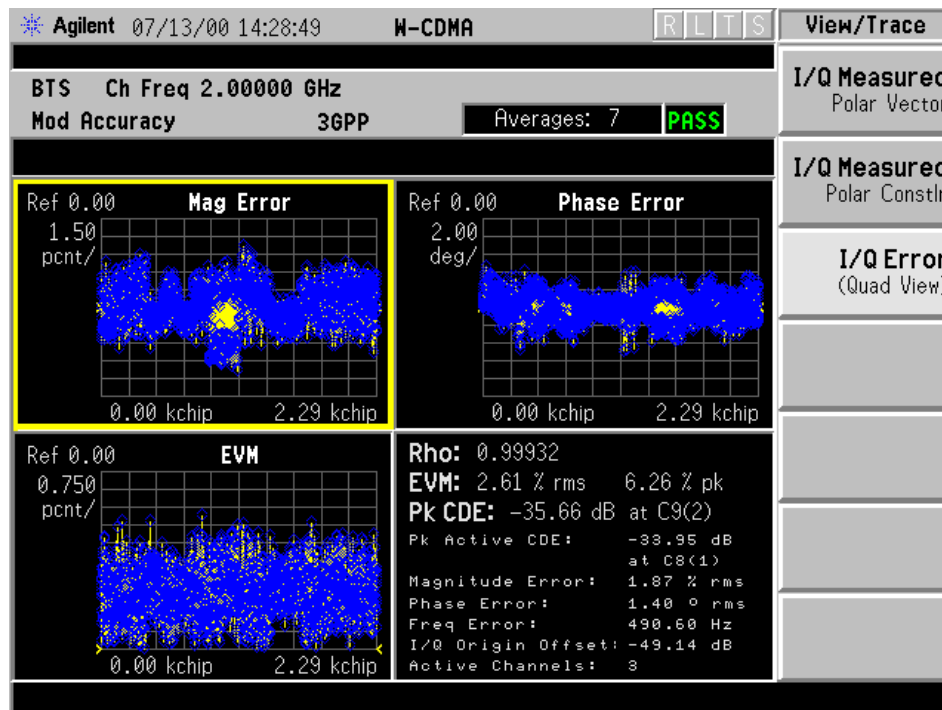 Agilent 07/13/00 14:28:49 W-CDMA R L T S View/Trace
BTS Ch Freq 2.00000 GHz
Mod Accuracy 3GPP Averages: 7 PASS
I/Q Measured
Polar Vector
I/Q Measured
Polar Constln
I/Q Error
(Quad View)
Ref 0.00 Mag Error
1.50
pcnt/
0.00 kchip 2.29 kchip
Ref 0.00 Phase Error
2.00
deg/
0.00 kchip 2.29 kchip
Ref 0.00 EVM
0.750
pcnt/
0.00 kchip 2.29 kchip
Rho: 0.99932
EVM: 2.61 % rms 6.26 % pk
Pk CDE: -35.66 dB at C9(2)
Pk Active CDE: -33.95 dB
at C8(1)
Magnitude Error: 1.87 % rms
Phase Error: 1.40 º rms
Freq Error: 490.60 Hz
I/Q Origin Offset: -49.14 dB
Active Channels: 3